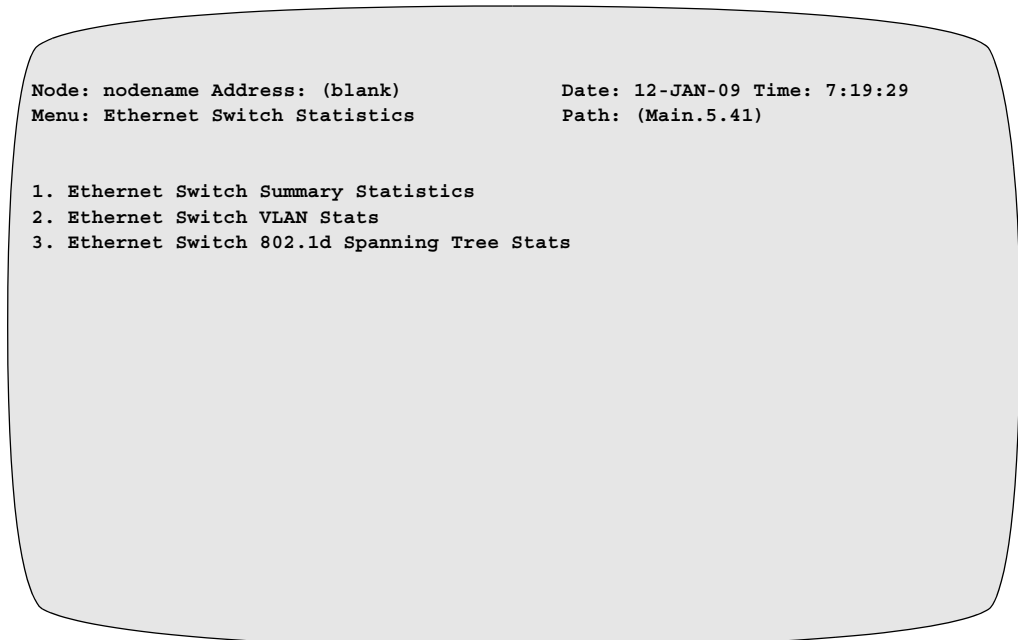 Node: nodename Address: (blank) Date: 12-JAN-09 Time: 7:19:29
Menu: Ethernet Switch Statistics Path: (Main.5.41)
1. Ethernet Switch Summary Statistics
2. Ethernet Switch VLAN Stats
3. Ethernet Switch 802.1d Spanning Tree Stats